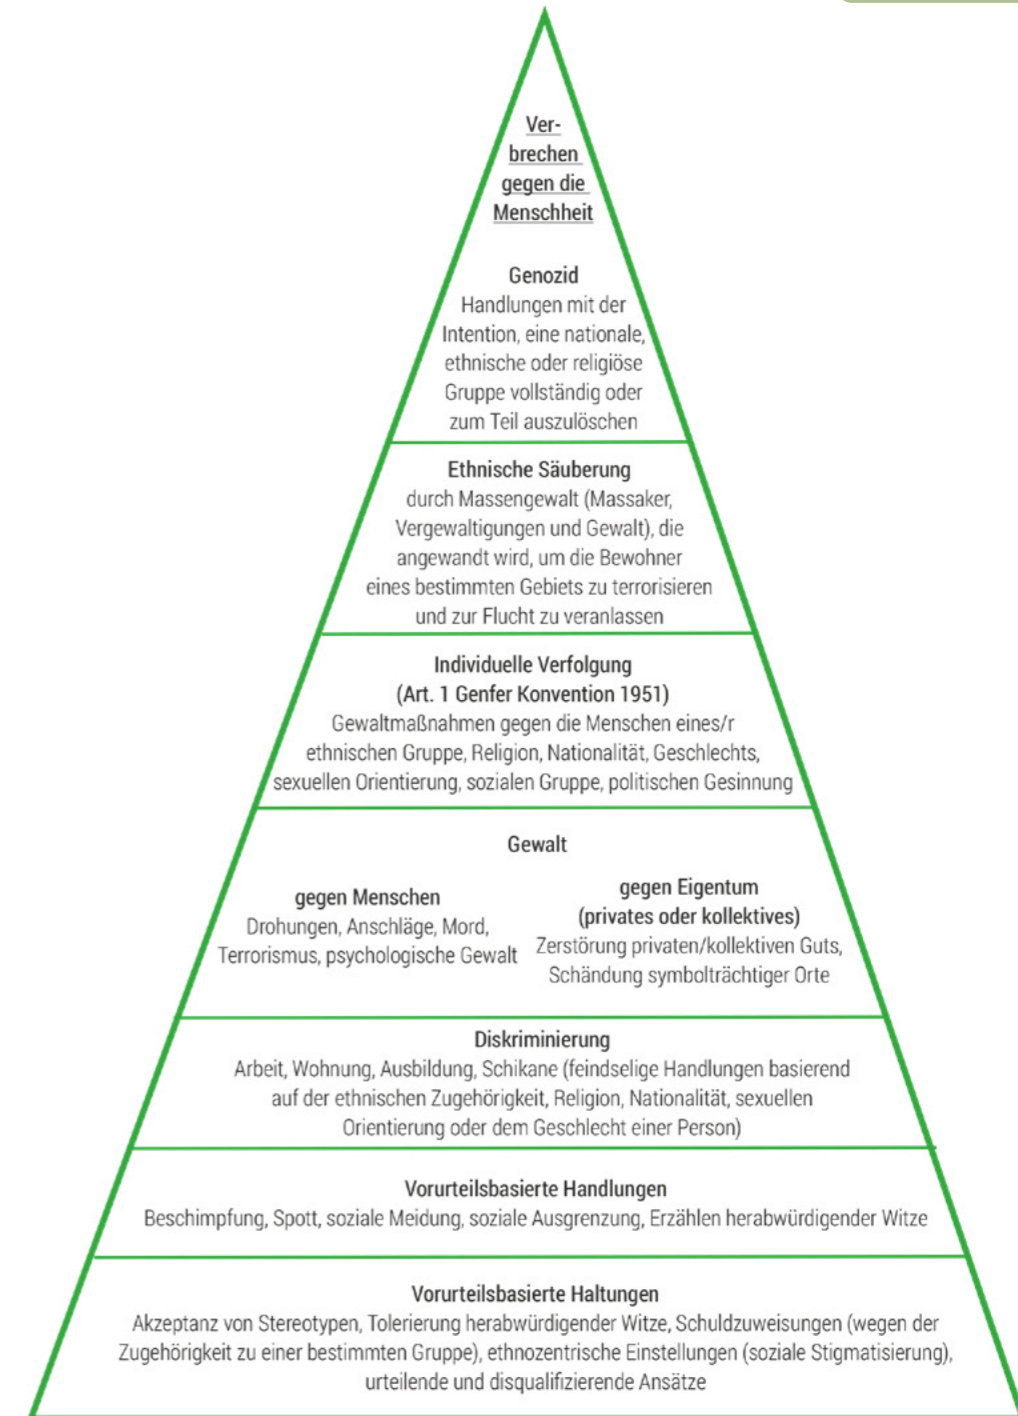 Ver-
brechen
gegen die
Menschheit
Genozid
Handlungen mit der
Intention, eine nationale,
ethnische oder religiöse
Gruppe vollständig oder
zum Teil auszulöschen
Ethnische Säuberung
durch Massengewalt (Massaker,
Vergewaltigungen und Gewalt), die
angewandt wird, um die Bewohner
eines bestimmten Gebiets zu terrorisieren
und zur Flucht zu veranlassen
Individuelle Verfolgung
(Art. 1 Genfer Konvention 1951)
Gewaltmaßnahmen gegen die Menschen eines/r
ethnischen Gruppe, Religion, Nationalität, Geschlechts,
sexuellen Orientierung, sozialen Gruppe, politischen Gesinnung
Gewalt
gegen Menschen
Drohungen, Anschläge, Mord,
Terrorismus, psychologische Gewalt
gegen Eigentum
(privates oder kollektives)
Zerstörung privaten/kollektiven Guts,
Schändung symbolträchtiger Orte
Diskriminierung
Arbeit, Wohnung, Ausbildung, Schikane (feindselige Handlungen basierend
auf der ethnischen Zugehörigkeit, Religion, Nationalität, sexuellen
Orientierung oder dem Geschlecht einer Person)
Vorurteilsbasierte Handlungen
Beschimpfung, Spott, soziale Meidung, soziale Ausgrenzung, Erzählen herabwürdigender Witze
Vorurteilsbasierte Haltungen
Akzeptanz von Stereotypen, Tolerierung herabwürdigender Witze, Schuldzuweisungen (wegen der
Zugehörigkeit zu einer bestimmten Gruppe), ethnozentrische Einstellungen (soziale Stigmatisierung),
urteilende und disqualifizierende Ansätze